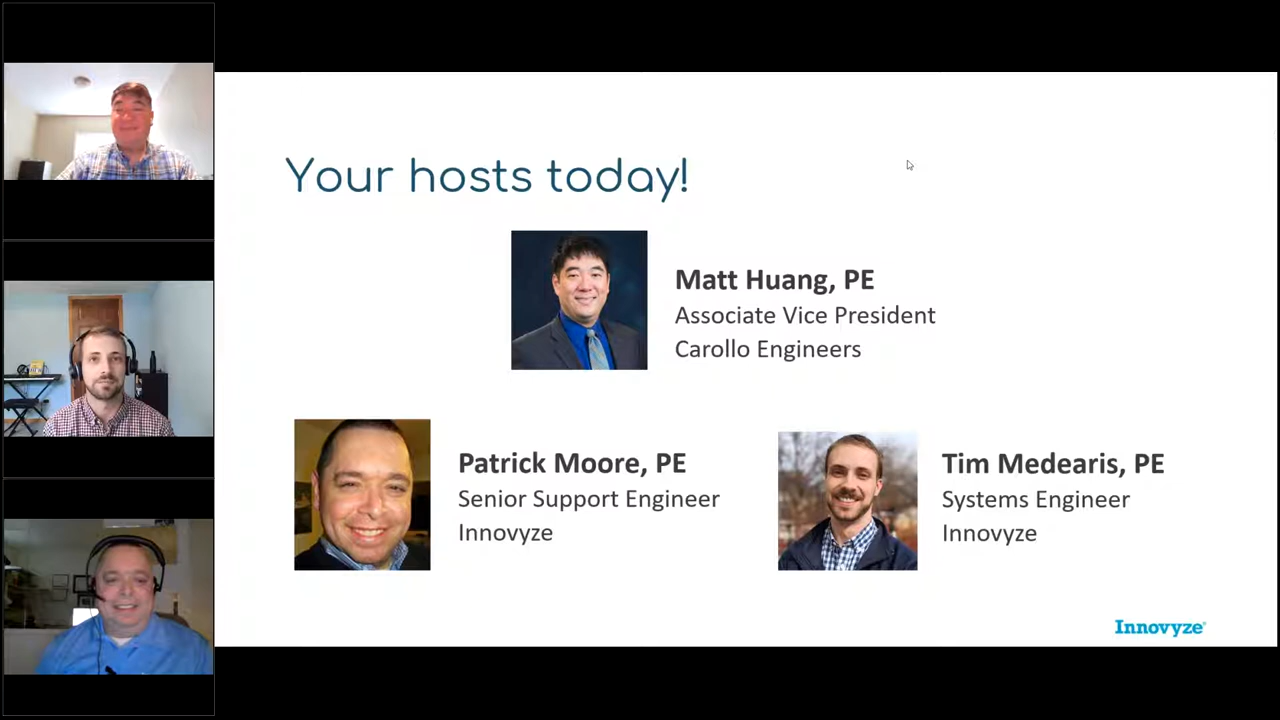 Your hosts today!
Matt Huang, PE
Associate Vice President
Carollo Engineers
Patrick Moore, PE
Senior Support Engineer
Innovyze
Tim Medearis, PE
Systems Engineer
Innovyze
Innovyze